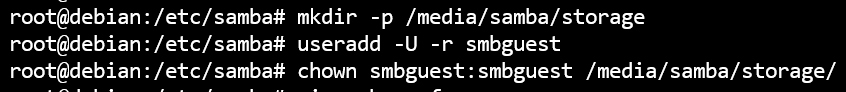 root@debian:/etc/samba# mkdir -p /media/samba/storage
root@debian:/etc/samba# useradd -U -r smbguest
root@debian:/etc/samba# chown smbguest:smbguest /media/samba/storage/